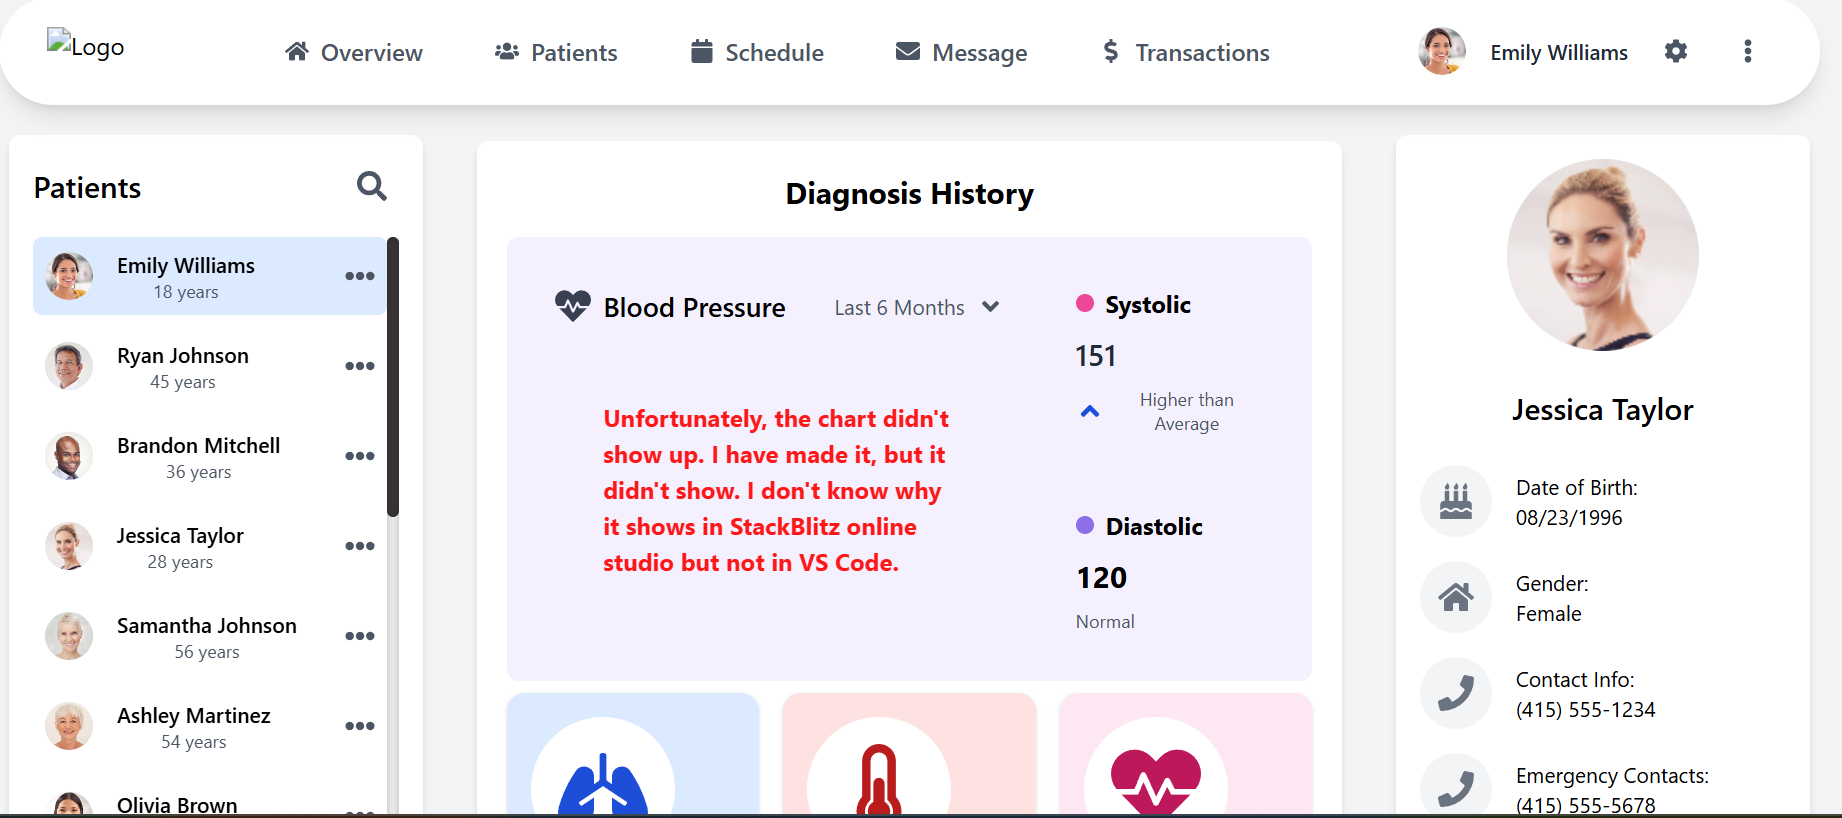 Logo
Overview
Patients
Schedule
Message
Transactions
Emily Williams
Patients
Emily Williams
18 years
Ryan Johnson
45 years
Brandon Mitchell
36 years
Jessica Taylor
28 years
Samantha Johnson
56 years
Ashley Martinez
54 years
Olivia Brown
Diagnosis History
Blood Pressure
Last 6 Months
Unfortunately, the chart didn't
show up. I have made it, but it
didn't show. I don't know why
it shows in StackBlitz online
studio but not in VS Code.
Systolic
151
Higher than
Average
Diastolic
120
Normal
Jessica Taylor
Date of Birth:
08/23/1996
Gender:
Female
Contact Info:
(415) 555-1234
Emergency Contacts:
(415) 555-5678